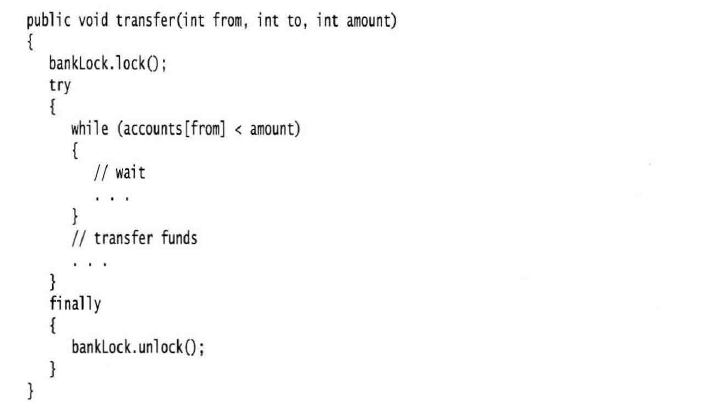 public void transfer(int from, int to, int amount)
{
bankLock.lock();
try
{
while (accounts[from] < amount)
{
// wait
. . .
}
// transfer funds
. . .
}
finally
{
bankLock.unlock();
}
}